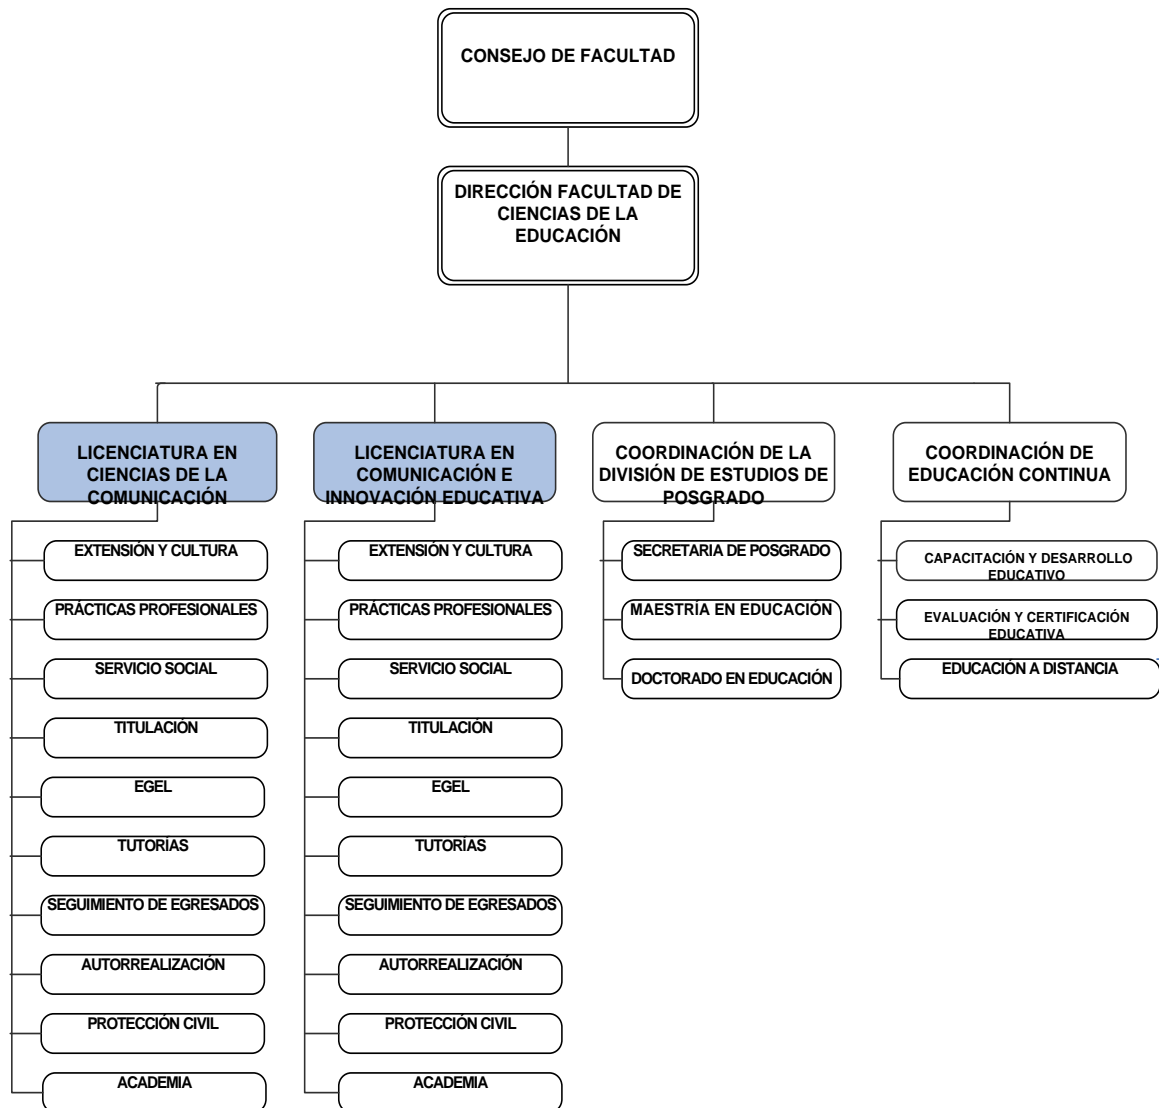 CONSEJO DE FACULTAD
DIRECCIÓN FACULTAD DE
CIENCIAS DE LA
EDUCACIÓN
LICENCIATURA EN
CIENCIAS DE LA
COMUNICACIÓN
EXTENSIÓN Y CULTURA
PRÁCTICAS PROFESIONALES
SERVICIO SOCIAL
TITULACIÓN
EGEL
TUTORÍAS
SEGUIMIENTO DE EGRESADOS
AUTORREALIZACIÓN
PROTECCIÓN CIVIL
ACADEMIA
LICENCIATURA EN
COMUNICACIÓN E
INNOVACIÓN EDUCATIVA
EXTENSIÓN Y CULTURA
PRÁCTICAS PROFESIONALES
SERVICIO SOCIAL
TITULACIÓN
EGEL
TUTORÍAS
SEGUIMIENTO DE EGRESADOS
AUTORREALIZACIÓN
PROTECCIÓN CIVIL
ACADEMIA
COORDINACIÓN DE LA
DIVISIÓN DE ESTUDIOS DE
POSGRADO
SECRETARIA DE POSGRADO
MAESTRÍA EN EDUCACIÓN
DOCTORADO EN EDUCACIÓN
COORDINACIÓN DE
EDUCACIÓN CONTINUA
CAPACITACIÓN Y DESARROLLO
EDUCATIVO
EVALUACIÓN Y CERTIFICACIÓN
EDUCATIVA
EDUCACIÓN A DISTANCIA